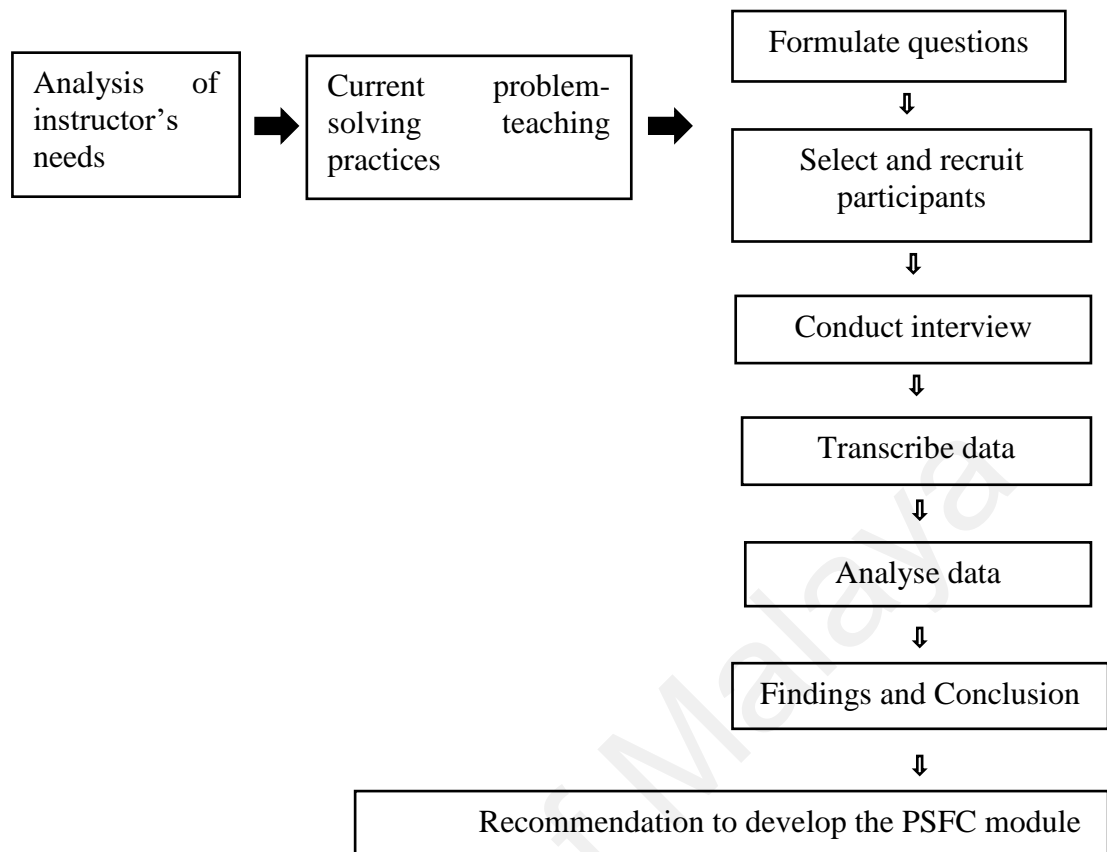 Analysis of
instructor's
needs
Current problem-
solving teaching
practices
Formulate questions
Select and recruit
participants
Conduct interview
Transcribe data
Analyse data
Findings and Conclusion
Recommendation to develop the PSFC module
f Malaya